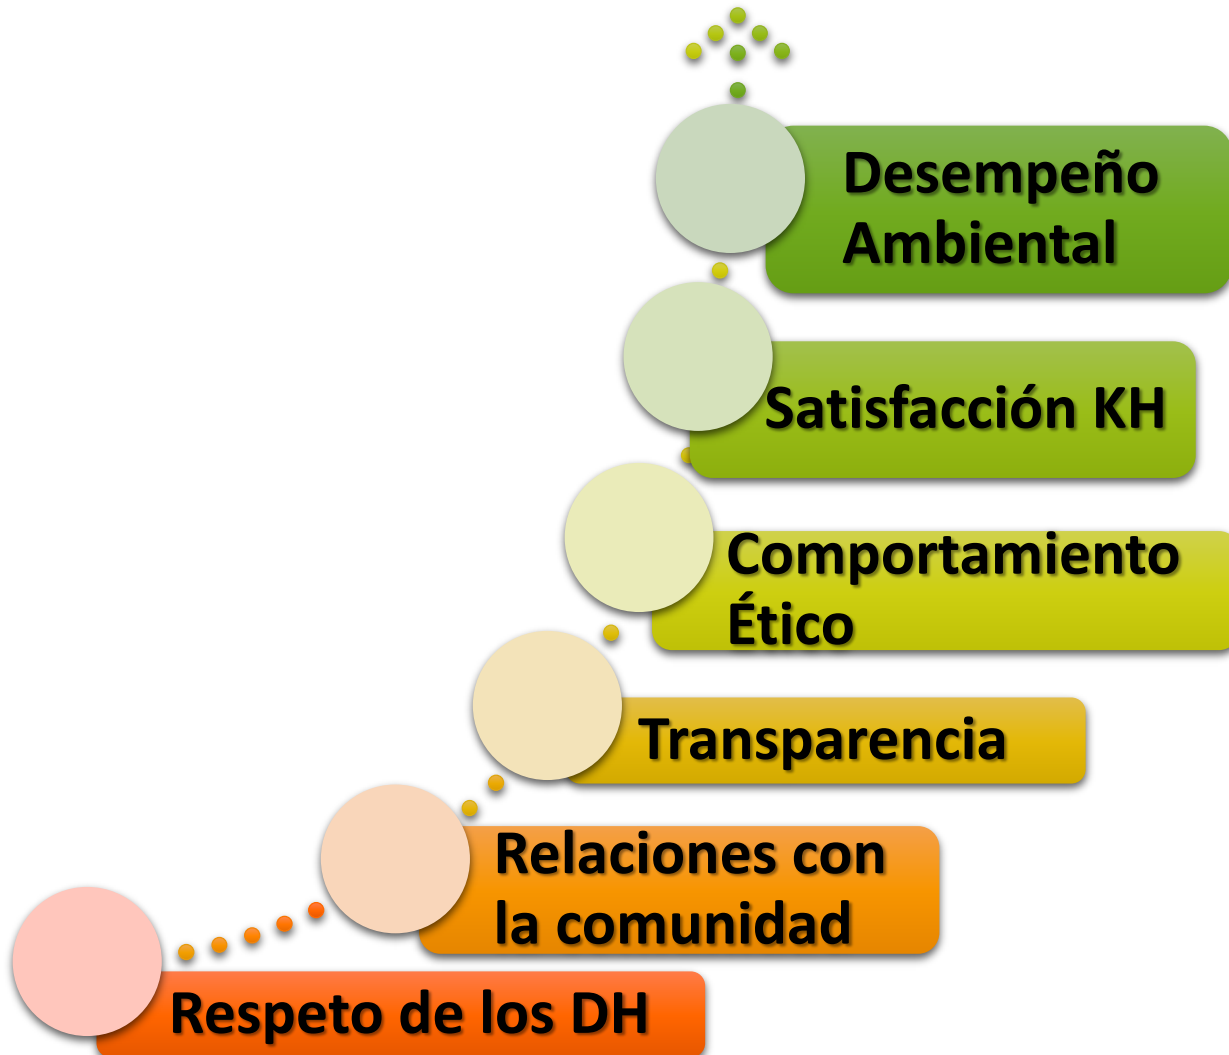 Desempeño
Ambiental
Satisfacción KH
Comportamiento
Ético
Transparencia
Relaciones con
la comunidad
Respeto de los DH